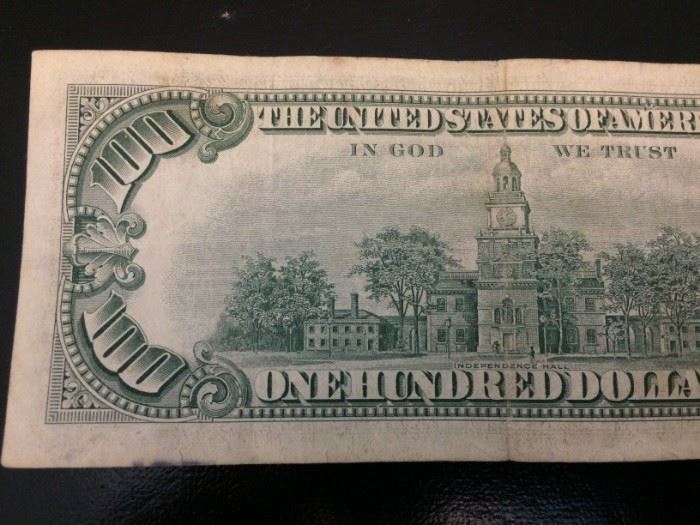 100
THE UNITED STATES OF AMER
IN GOD WE TRUST
INDEPENDENCE HALL
100
ONE HUNDRED DOLLA